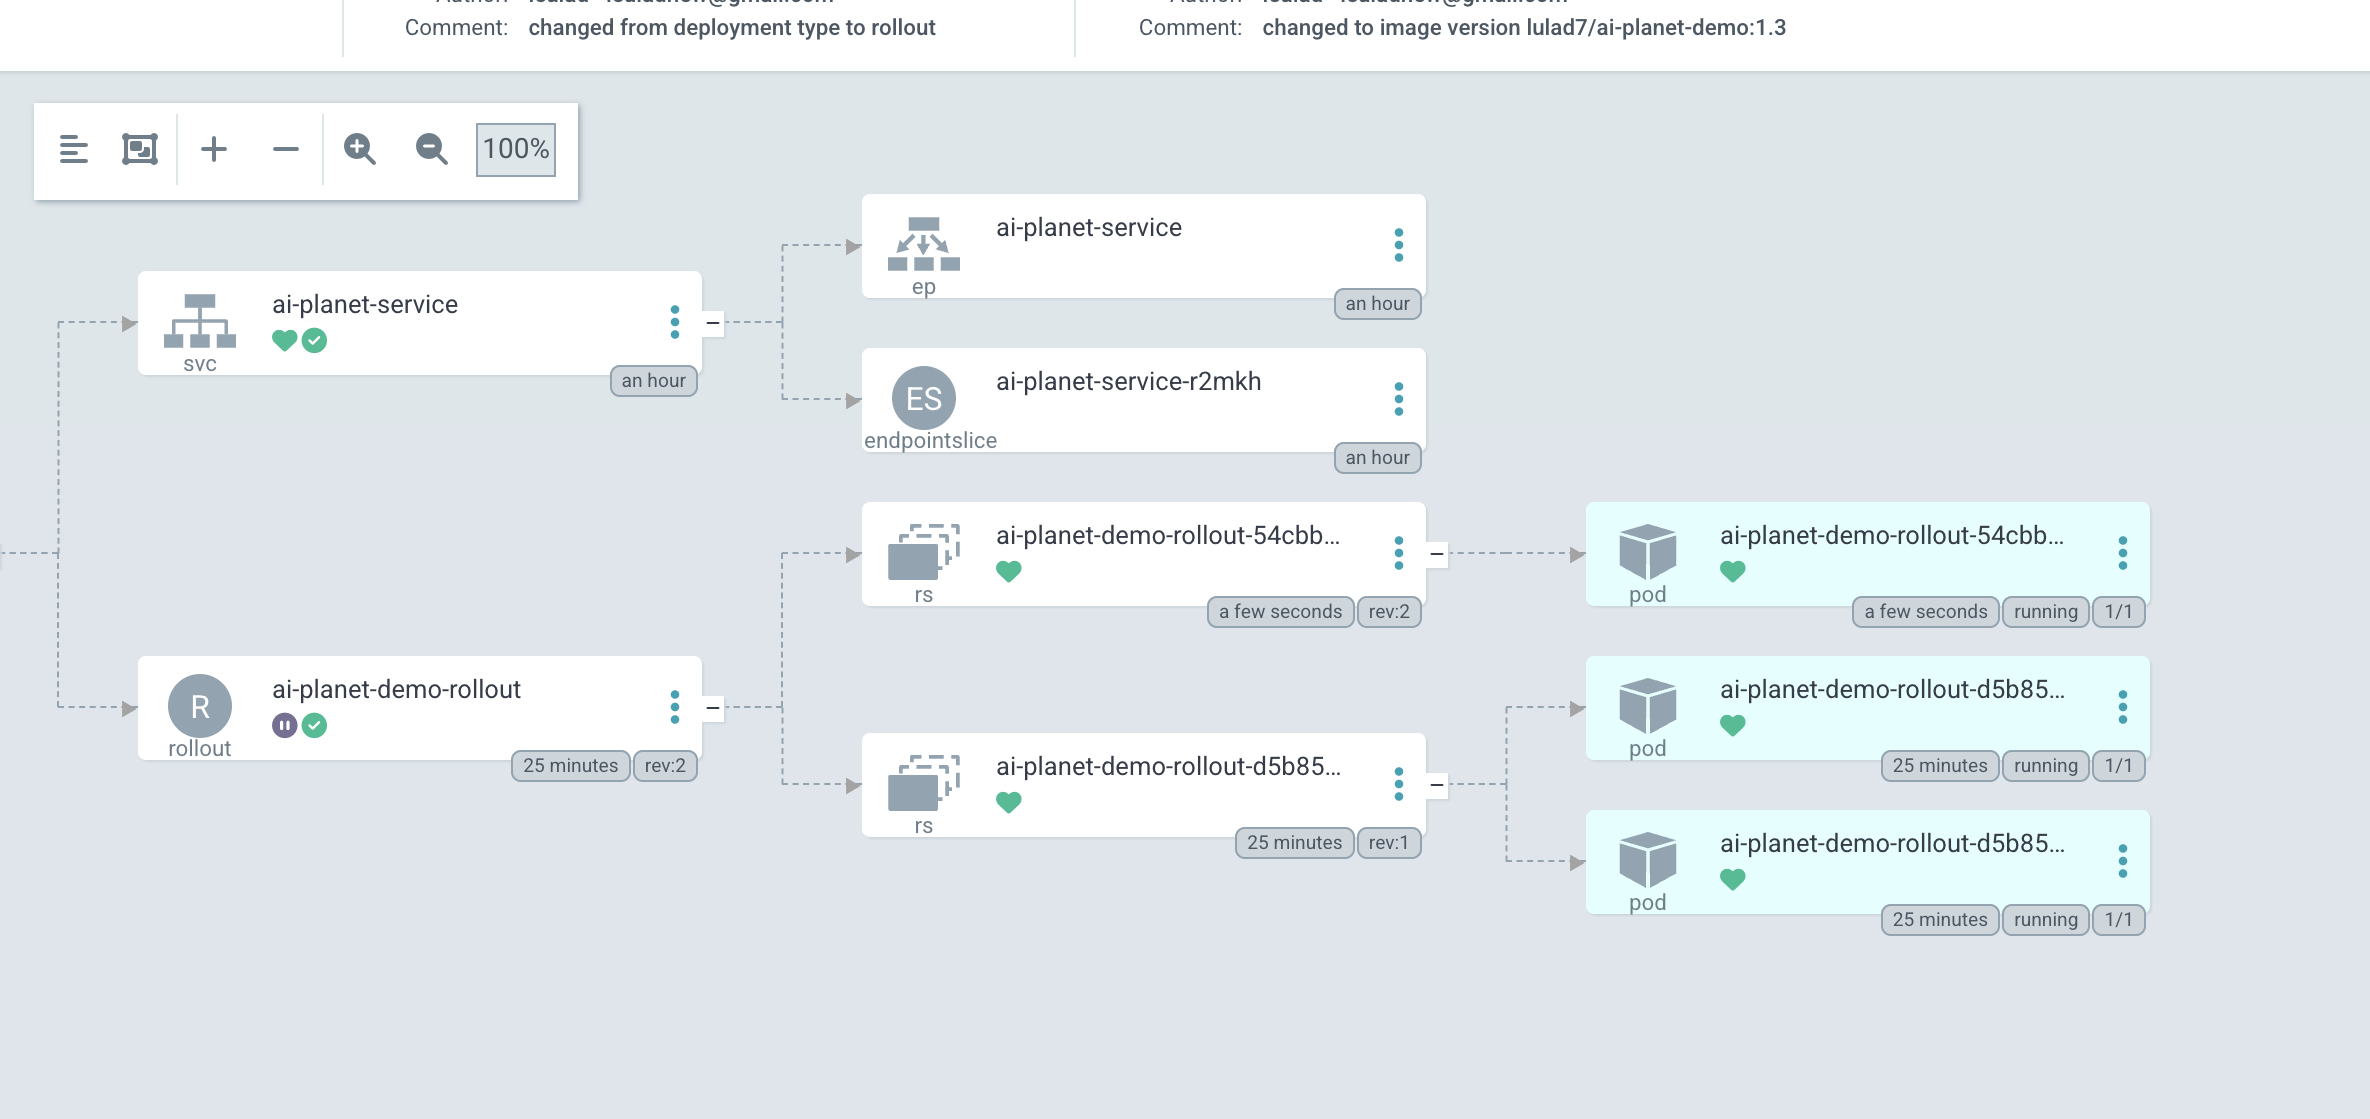 Comment: changed from deployment type to rollout
Comment: changed to image version lulad7/ai-planet-demo:1.3
100%
ai-planet-service
ep
an hour
ai-planet-service
svc
an hour
ai-planet-service-r2mkh
ES
endpointslice
an hour
ai-planet-demo-rollout-54cbb...
rs
a few seconds rev:2
ai-planet-demo-rollout-54cbb...
pod
a few seconds running 1/1
ai-planet-demo-rollout
R
rollout
25 minutes rev:2
ai-planet-demo-rollout-d5b85...
rs
25 minutes rev:1
ai-planet-demo-rollout-d5b85...
pod
25 minutes running 1/1
ai-planet-demo-rollout-d5b85...
pod
25 minutes running 1/1